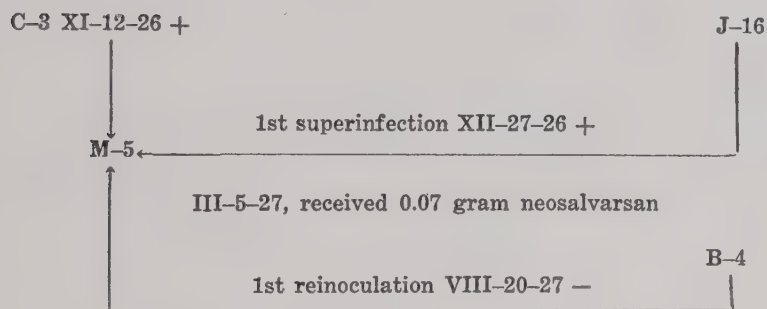 C–3 XI–12–26 +
J–16
1st superinfection XII–27–26 +
M–5
III–5–27, received 0.07 gram neosalvarsan
B–4
1st reinoculation VIII–20–27 –